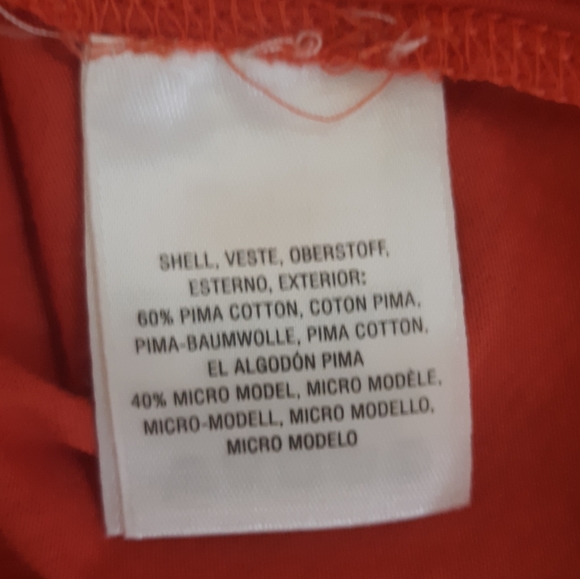 SHELL, VESTE, OBERSTOFF,
ESTERNO, EXTERIOR:
60% PIMA COTTON, COTON PIMA,
PIMA-BAUMWOLLE, PIMA COTTON,
EL ALGODÓN PIMA
40% MICRO MODEL, MICRO MODÈLE,
MICRO-MODELL, MICRO MODELLO,
MICRO MODELO